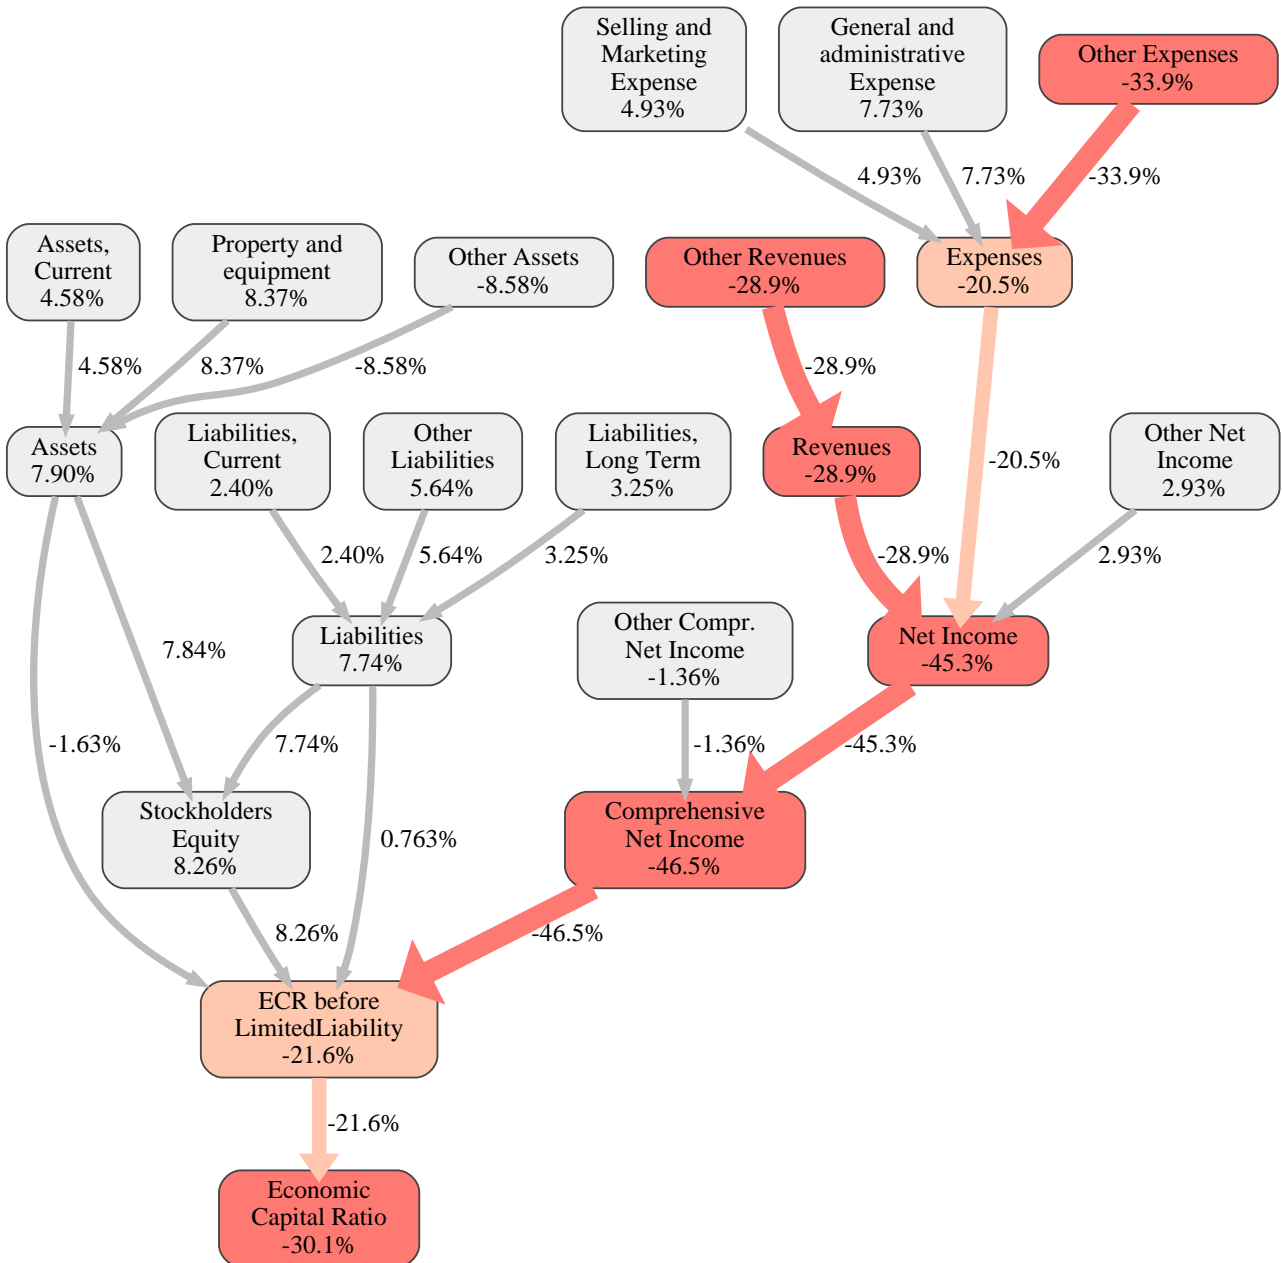 Selling and
Marketing
Expense
4.93%
General and
administrative
Expense
7.73%
Other Expenses
-33.9%
4.93%
7.73%
-33.9%
Assets,
Current
4.58%
Property and
equipment
8.37%
Other Assets
-8.58%
Other Revenues
-28.9%
Expenses
-20.5%
4.58%
8.37%
-8.58%
-28.9%
Assets
7.90%
Liabilities,
Current
2.40%
Other
Liabilities
5.64%
Liabilities,
Long Term
3.25%
Revenues
-28.9%
-20.5%
Other Net
Income
2.93%
2.40%
5.64%
3.25%
-28.9%
2.93%
7.84%
Liabilities
7.74%
Other Compr.
Net Income
-1.36%
Net Income
-45.3%
-1.63%
7.74%
-1.36%
-45.3%
Stockholders
Equity
8.26%
0.763%
Comprehensive
Net Income
-46.5%
8.26%
-46.5%
ECR before
LimitedLiability
-21.6%
-21.6%
Economic
Capital Ratio
-30.1%